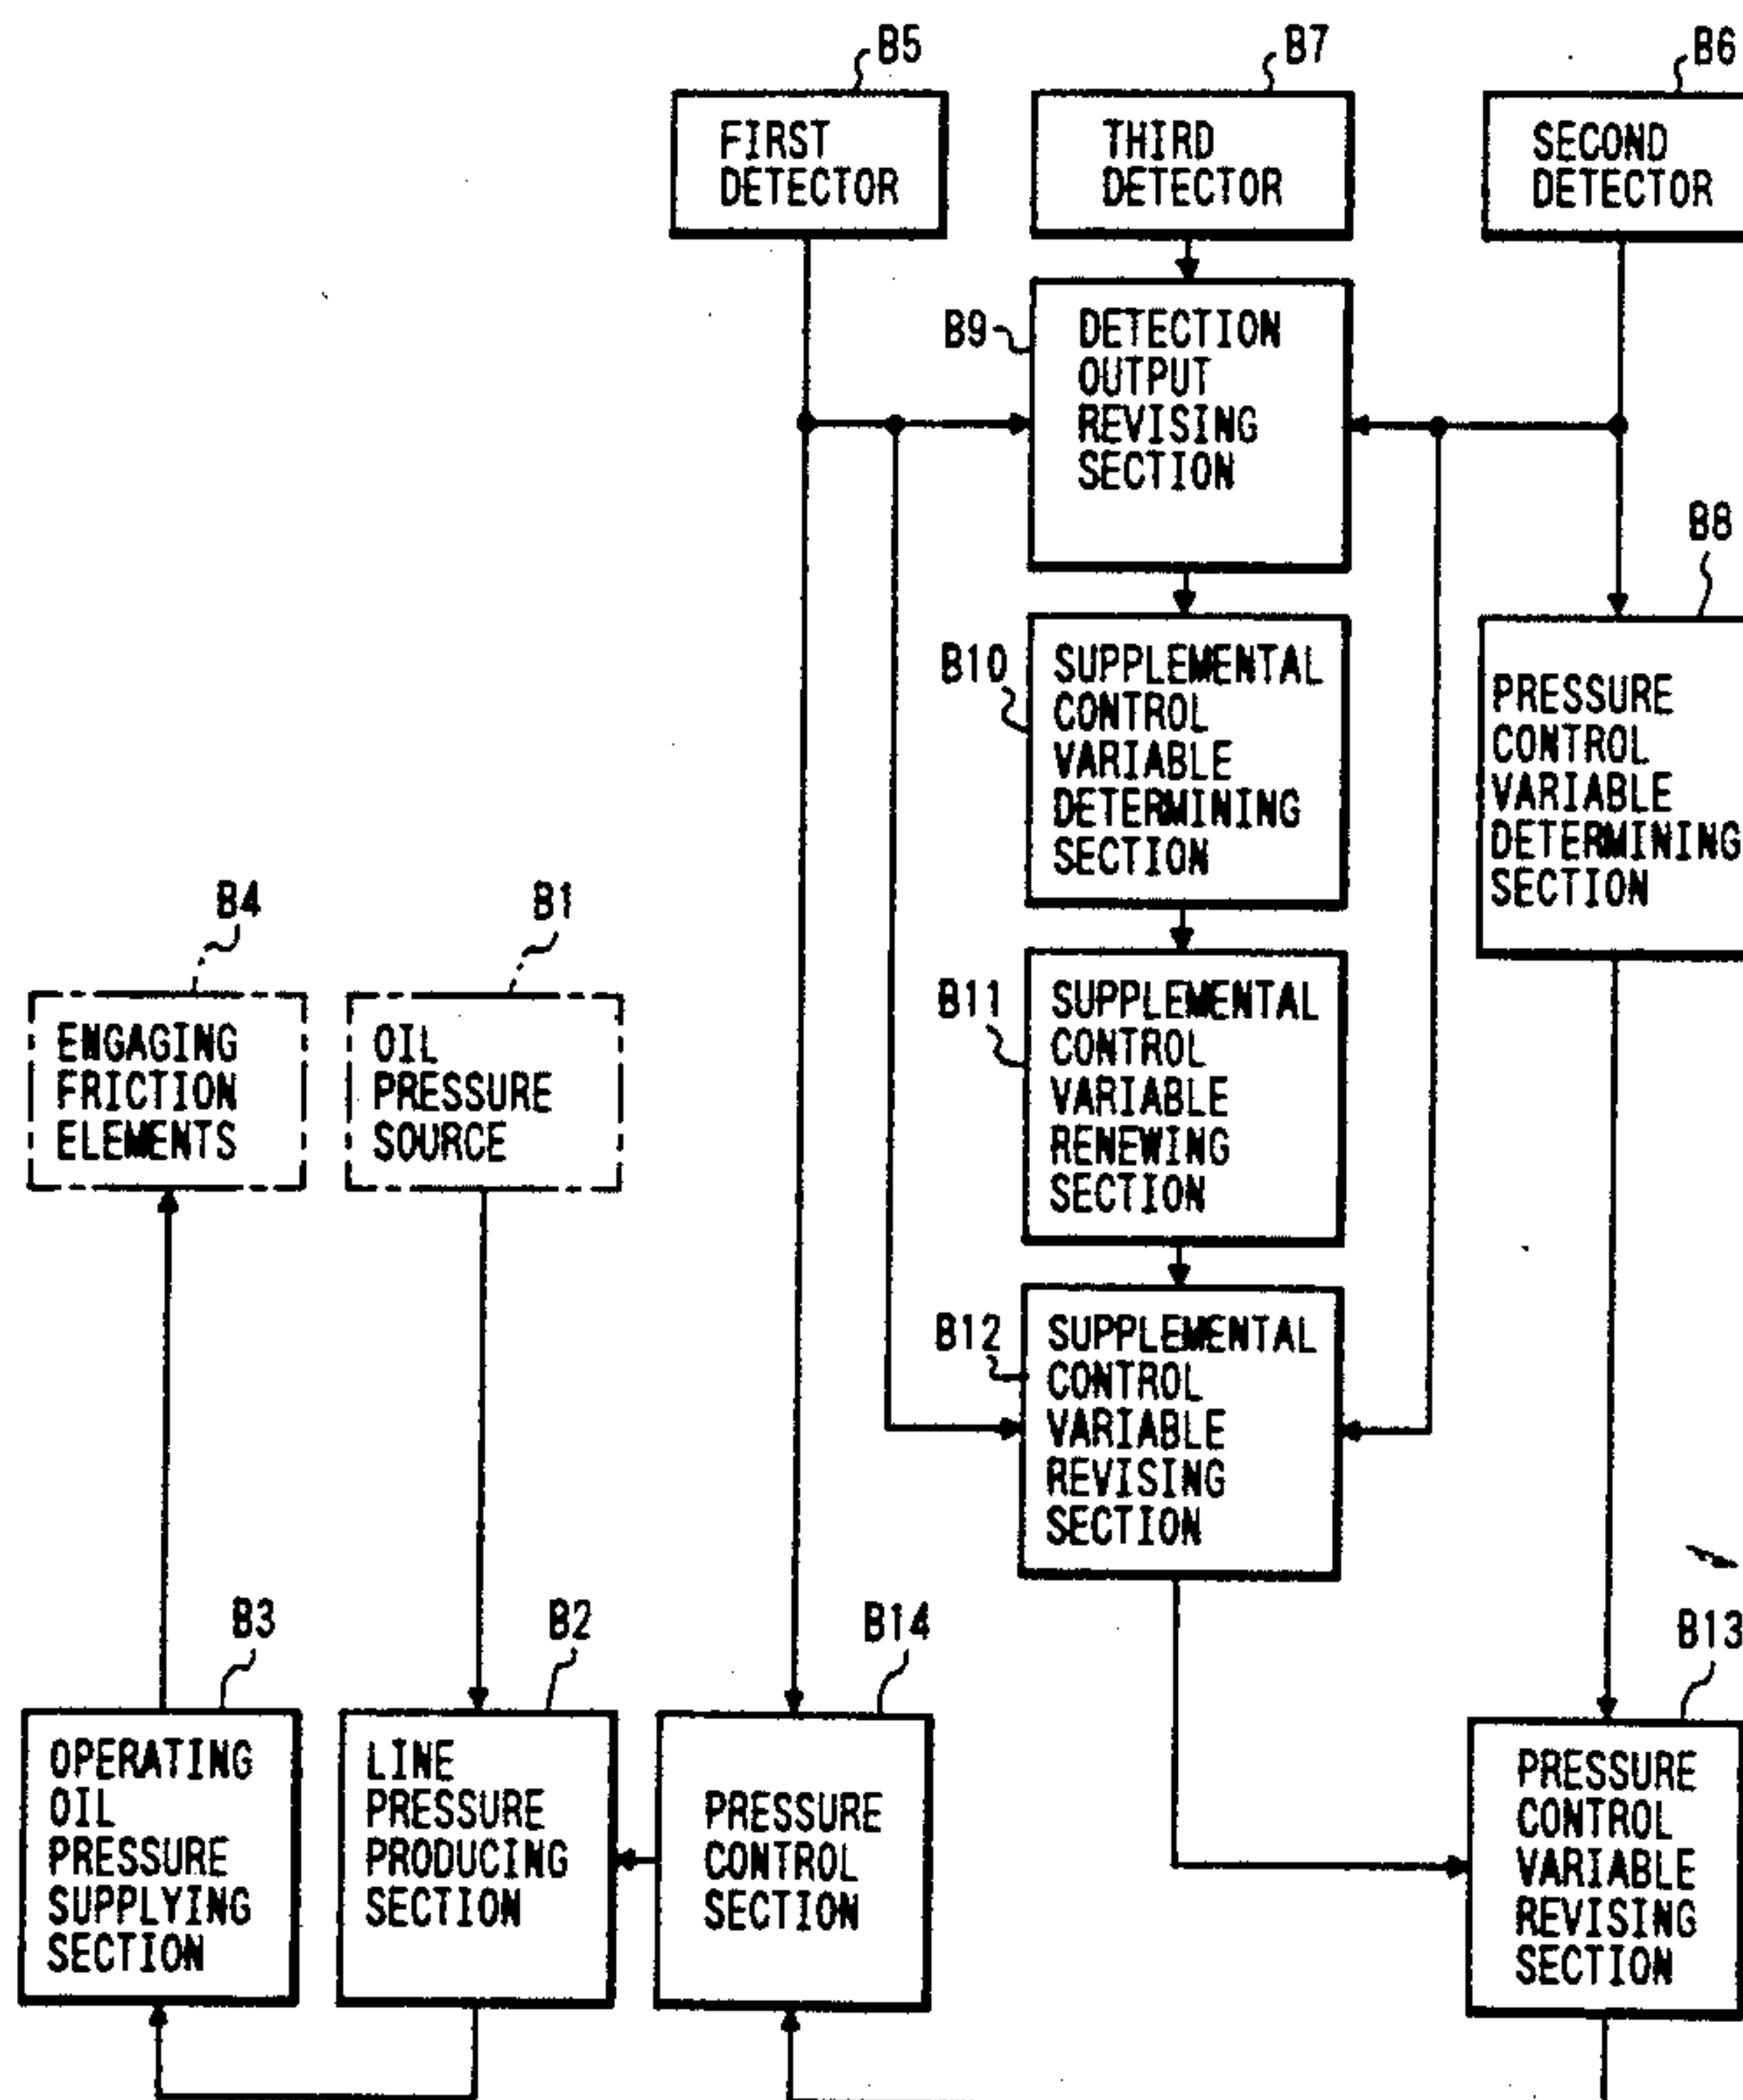 B5
B7
B6
FIRST
DETECTOR
THIRD
DETECTOR
SECOND
DETECTOR
B9
DETECTION
OUTPUT
REVISING
SECTION
B8
B10
SUPPLEMENTAL
CONTROL
VARIABLE
DETERMINING
SECTION
PRESSURE
CONTROL
VARIABLE
DETERMINING
SECTION
B4
B1
ENGAGING
FRICTION
ELEMENTS
OIL
PRESSURE
SOURCE
B11
SUPPLEMENTAL
CONTROL
VARIABLE
RENEWING
SECTION
B12
SUPPLEMENTAL
CONTROL
VARIABLE
REVISING
SECTION
B3
B2
B14
B13
OPERATING
OIL
PRESSURE
SUPPLYING
SECTION
LINE
PRESSURE
PRODUCING
SECTION
PRESSURE
CONTROL
SECTION
PRESSURE
CONTROL
VARIABLE
REVISING
SECTION